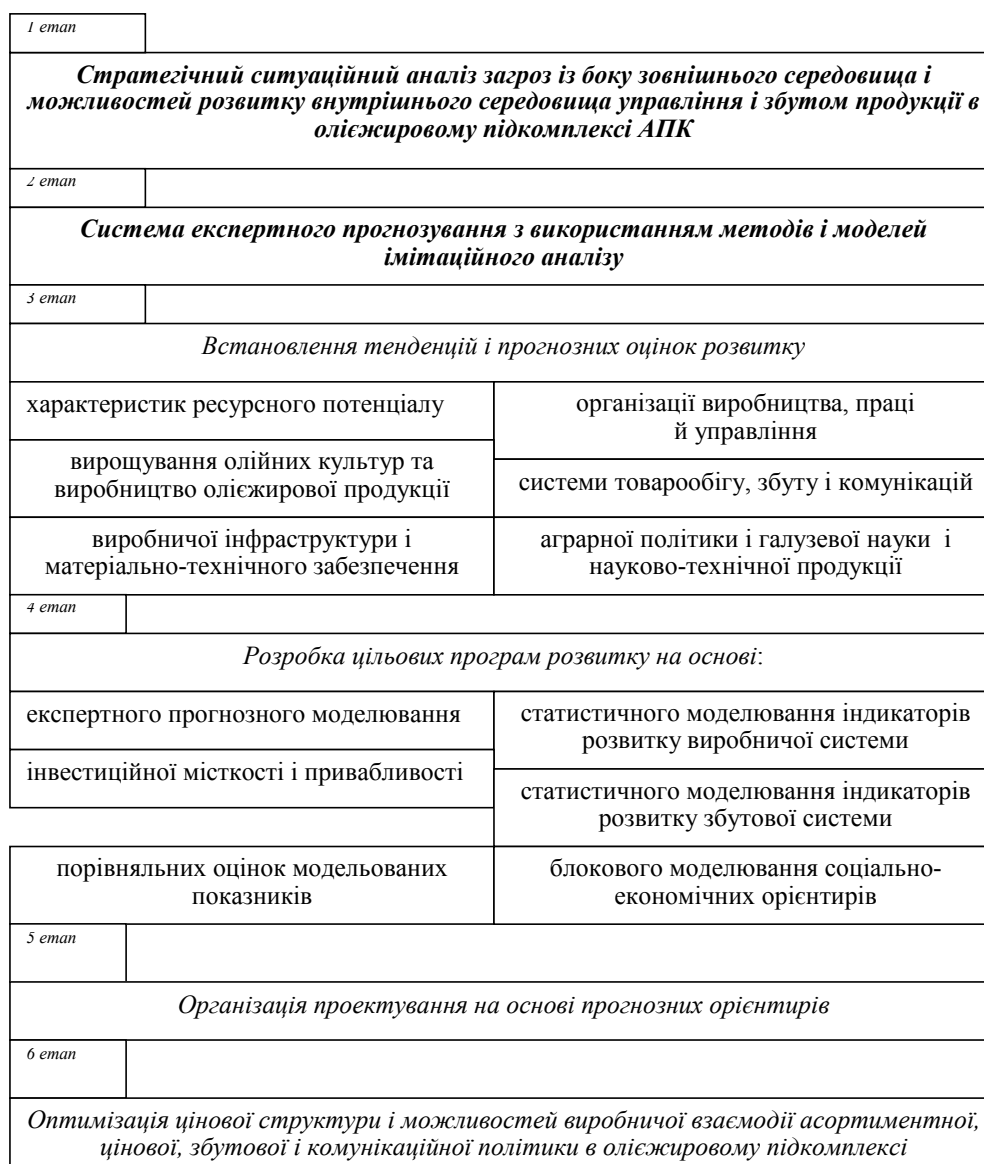 1 етап
Стратегічний ситуаційний аналіз загроз із боку зовнішнього середовища і
можливостей розвитку внутрішнього середовища управління і збутом продукції в
олієжировому підкомплексі АПК
2 етап
Система експертного прогнозування з використанням методів і моделей
імітаційного аналізу
3 етап
Встановлення тенденцій і прогнозних оцінок розвитку
характеристик ресурсного потенціалу
вирощування олійних культур та
виробництво олієжирової продукції
виробничої інфраструктури і
матеріально-технічного забезпечення
організації виробництва, праці
й управління
системи товарообігу, збуту і комунікацій
аграрної політики і галузевої науки і
науково-технічної продукції
4 етап
Розробка цільових програм розвитку на основі:
експертного прогнозного моделювання
інвестиційної місткості і привабливості
порівняльних оцінок модельованих
показників
статистичного моделювання індикаторів
розвитку виробничої системи
статистичного моделювання індикаторів
розвитку збутової системи
блокового моделювання соціально-
економічних орієнтирів
5 етап
Організація проектування на основі прогнозних орієнтирів
6 етап
Оптимізація цінової структури і можливостей виробничої взаємодії асортиментної,
цінової, збутової і комунікаційної політики в олієжировому підкомплексі